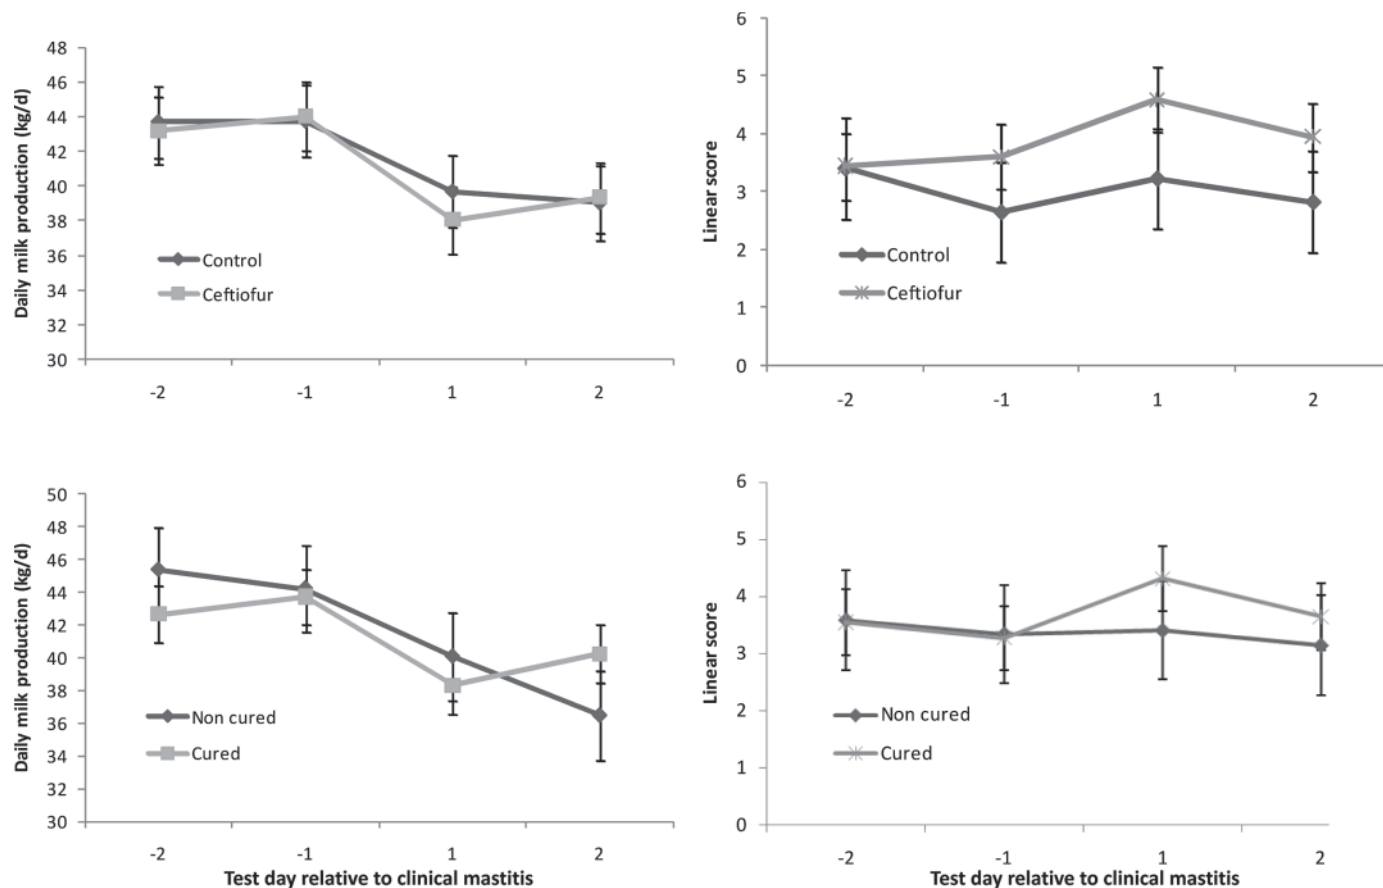 Daily milk production (kg/d)
48
46
44
42
40
38
36
34
32
30
Control
Ceftiofur
-2 -1 1 2
Linear score
6
5
4
3
2
1
0
Control
Ceftiofur
-2 -1 1 2
Daily milk production (kg/d)
50
48
46
44
42
40
38
36
34
32
30
Non cured
Cured
-2 -1 1 2
Test day relative to clinical mastitis
Linear score
6
5
4
3
2
1
0
Non cured
Cured
-2 -1 1 2
Test day relative to clinical mastitis